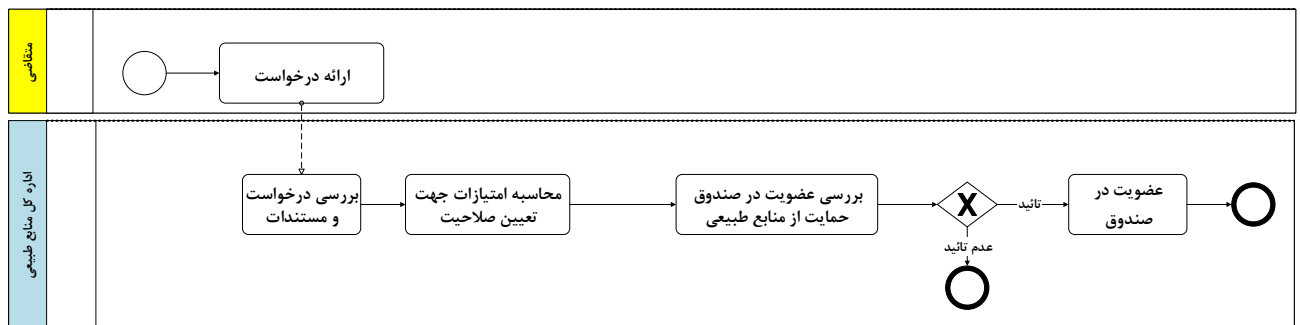 متقاضی
ارائه درخواست
اداره کل منابع طبیعی
بررسی درخواست
و مستندات
محاسبه امتیازات جهت
تعیین صلاحیت
بررسی عضویت در صندوق
حمایت از منابع طبیعی
X
تائید
عدم تائید
عضویت در
صندوق